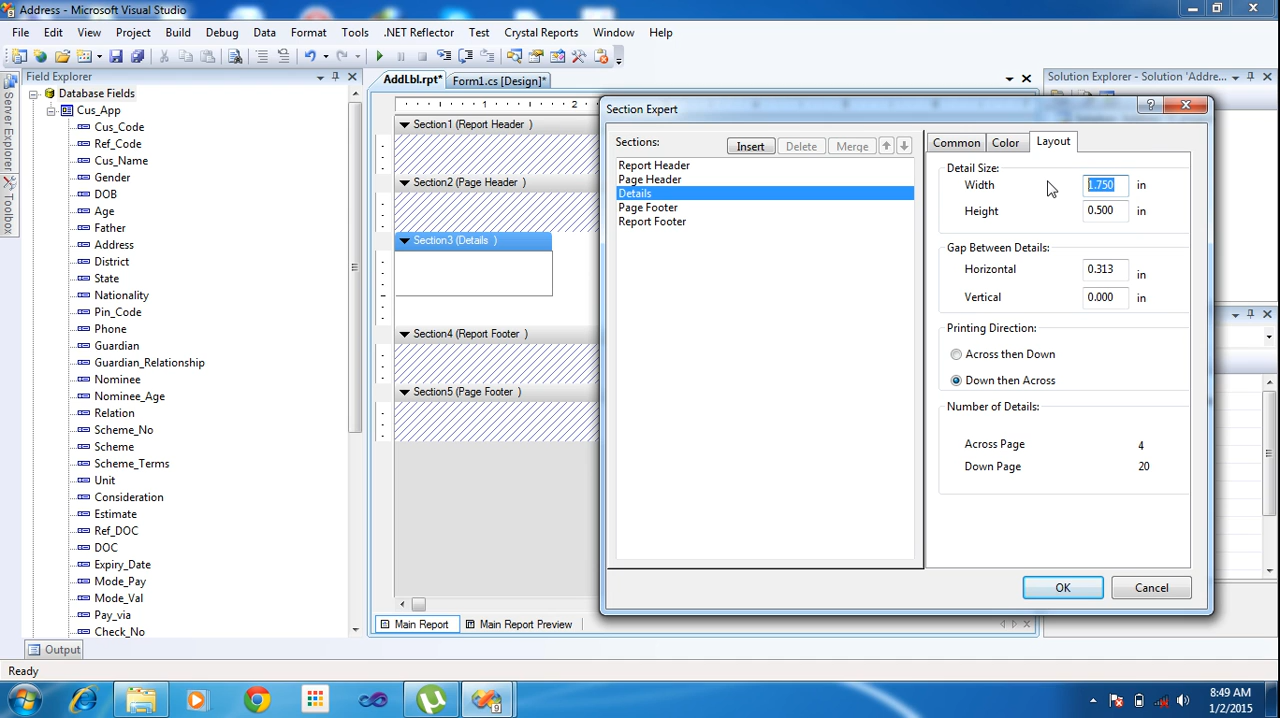 Address - Microsoft Visual Studio
File Edit View Project Build Debug Data Format Tools .NET Reflector Test Crystal Reports Window Help
Field Explorer
Database Fields
Cus_App
Cus_Code
Ref_Code
Cus_Name
Gender
DOB
Age
Father
Address
District
State
Nationality
Pin_Code
Phone
Guardian
Guardian_Relationship
Nominee
Nominee_Age
Relation
Scheme_No
Scheme
Scheme_Terms
Unit
Consideration
Estimate
Ref_DOC
DOC
Expiry_Date
Mode_Pay
Mode_Val
Pay_via
Check_No
Server Explorer
Toolbox
Output
Ready
AddLbl.rpt* Form1.cs [Design]*
1 2
Section1 (Report Header )
Section2 (Page Header )
Section3 (Details )
Section4 (Report Footer )
Section5 (Page Footer )
Main Report Main Report Preview
Solution Explorer - Solution 'Addre...
Section Expert
Sections:
Insert Delete Merge
Report Header
Page Header
Details
Page Footer
Report Footer
Common Color Layout
Detail Size:
Width 1.750 in
Height 0.500 in
Gap Between Details:
Horizontal 0.313 in
Vertical 0.000 in
Printing Direction:
Across then Down
Down then Across
Number of Details:
Across Page 4
Down Page 20
OK Cancel
8:49 AM
1/2/2015